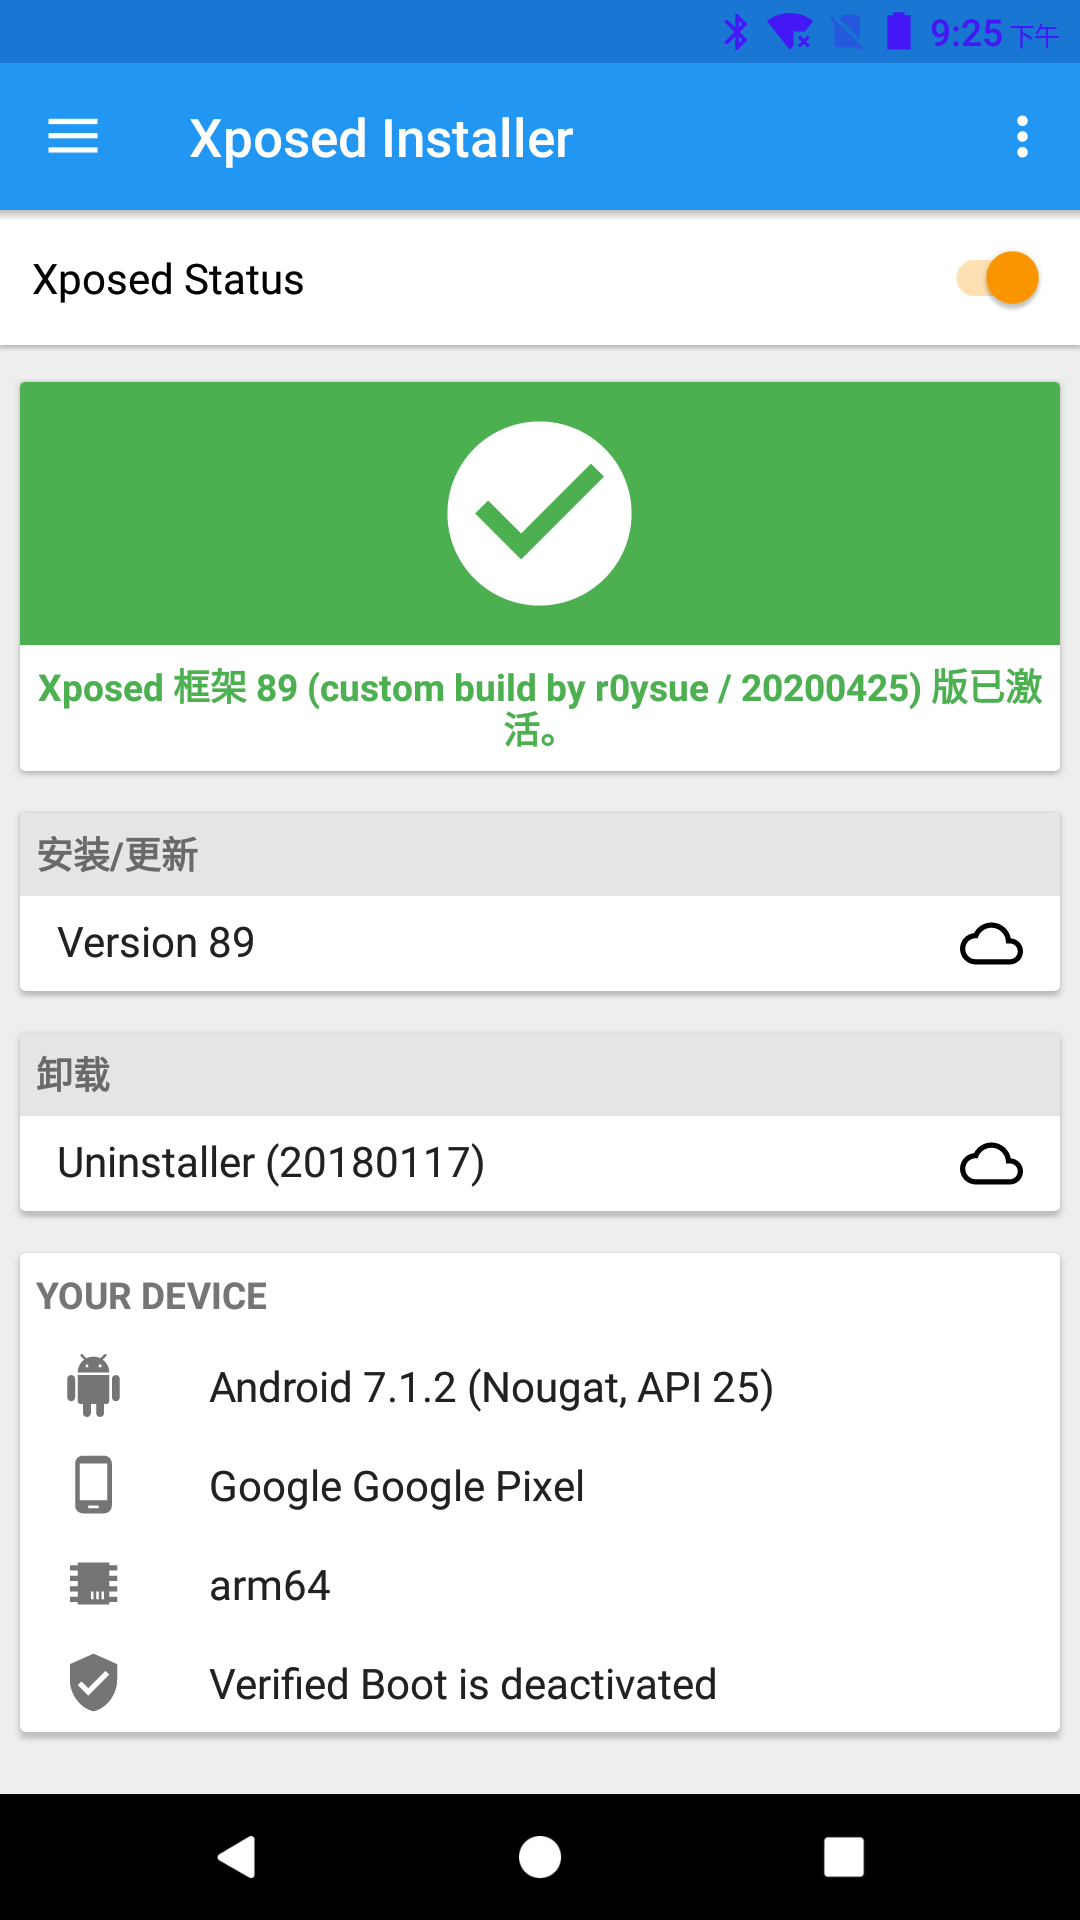 9:25 下午
Xposed Installer
Xposed Status
Xposed 框架 89 (custom build by r0ysue / 20200425) 版已激
活。
安装/更新
Version 89
卸载
Uninstaller (20180117)
YOUR DEVICE
Android 7.1.2 (Nougat, API 25)
Google Google Pixel
arm64
Verified Boot is deactivated